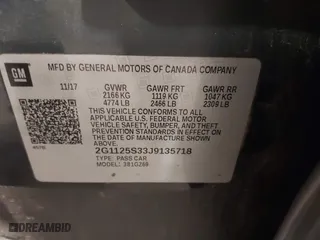 GM
MFD BY GENERAL MOTORS OF CANADA COMPANY
11/17 GVWR GAWR FRT GAWR RR
2166 KG 1119 KG 1047 KG
4774 LB 2466 LB 2309 LB
THIS VEHICLE CONFORMS TO ALL
APPLICABLE U.S. FEDERAL MOTOR
VEHICLE SAFETY, BUMPER, AND THEFT
PREVENTION STANDARDS IN EFFECT ON
THE DATE OF MANUFACTURE SHOWN ABOVE.
2G1125S33J9135718
TYPE: PASS CAR
MODEL:
DREAMBID